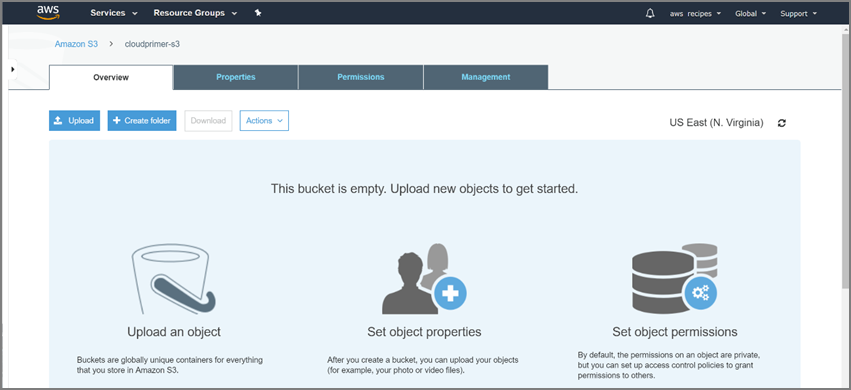 aws Services Resource Groups aws recipes Global Support
Amazon S3 > cloudprimer-s3
Overview Properties Permissions Management
Upload Create folder Download Actions US East (N. Virginia)
This bucket is empty. Upload new objects to get started.
Upload an object
Buckets are globally unique containers for everything
that you store in Amazon S3.
Set object properties
After you create a bucket, you can upload your objects
(for example, your photo or video files).
Set object permissions
By default, the permissions on an object are private,
but you can set up access control policies to grant
permissions to others.